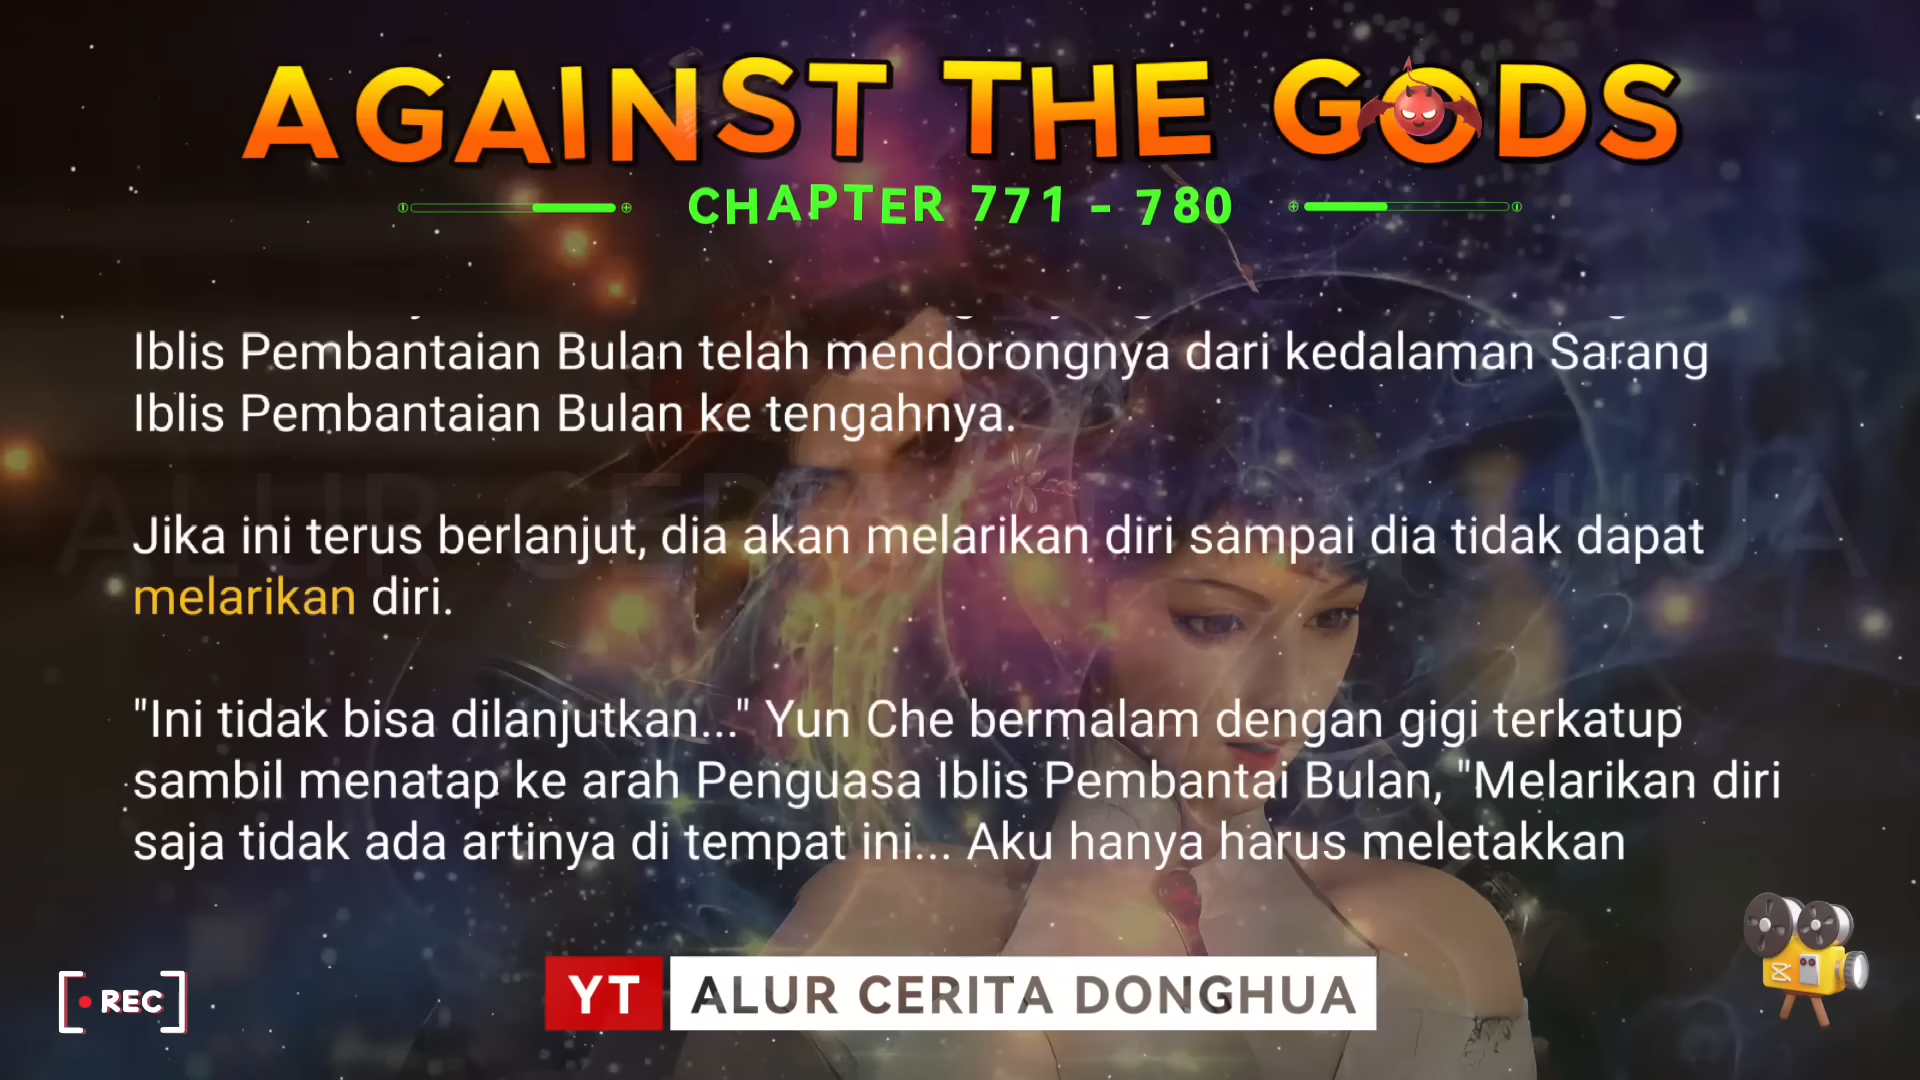 AGAINST THE GODS
CHAPTER 771 - 780
Iblis Pembantaian Bulan telah mendorongnya dari kedalaman Sarang
Iblis Pembantaian Bulan ke tengahnya.
ALUR CERITA DONGHUA
Jika ini terus berlanjut, dia akan melarikan diri sampai dia tidak dapat
melarikan diri.
"Ini tidak bisa dilanjutkan..." Yun Che bermalam dengan gigi terkatup
sambil menatap ke arah Penguasa Iblis Pembantai Bulan, "Melarikan diri
saja tidak ada artinya di tempat ini... Aku hanya harus meletakkan
REC
YT ALUR CERITA DONGHUA